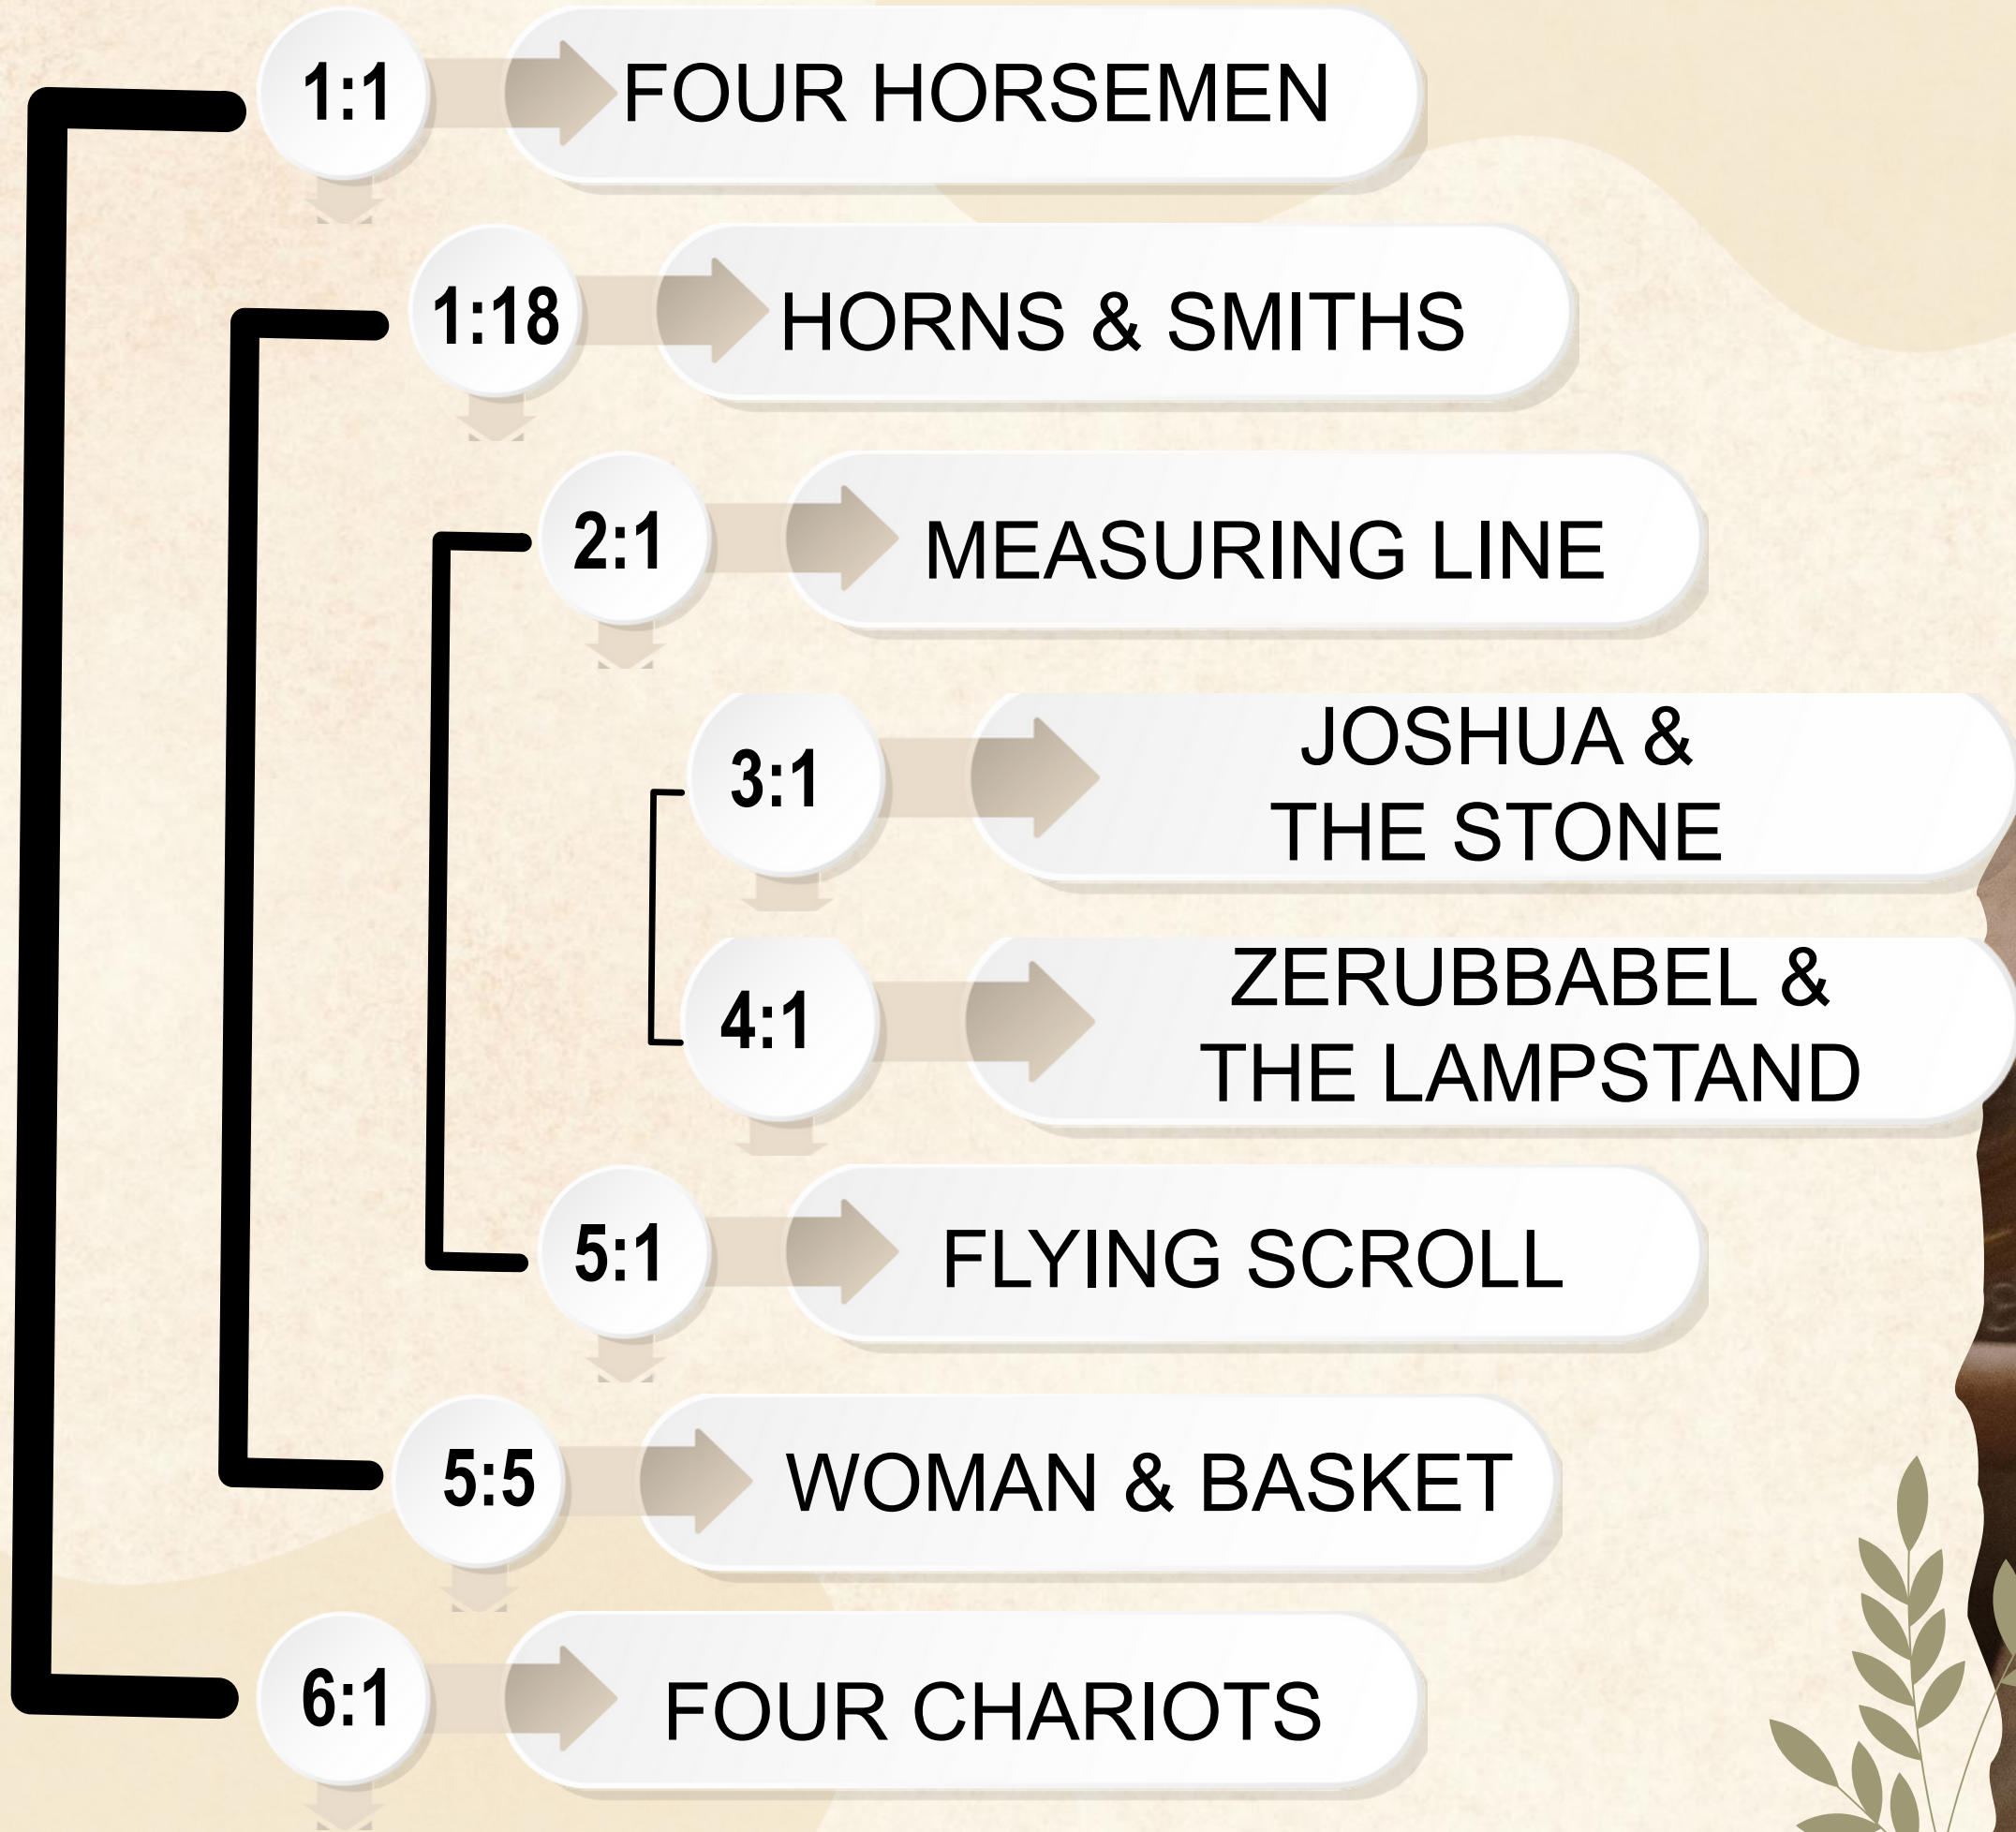 1:1 FOUR HORSEMEN
1:18 HORNS & SMITHS
2:1 MEASURING LINE
3:1 JOSHUA &
THE STONE
4:1 ZERUBBABEL &
THE LAMPSTAND
5:1 FLYING SCROLL
5:5 WOMAN & BASKET
6:1 FOUR CHARIOTS